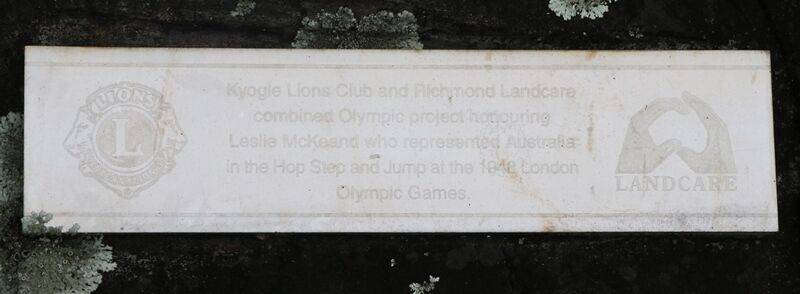 LIONS
L
Kyogle Lions Club and Richmond Landcare
combined Olympic project honouring
Leslie McKeand who represented Australia
in the Hop Step and Jump at the 1948 London
Olympic Games.
LANDCARE